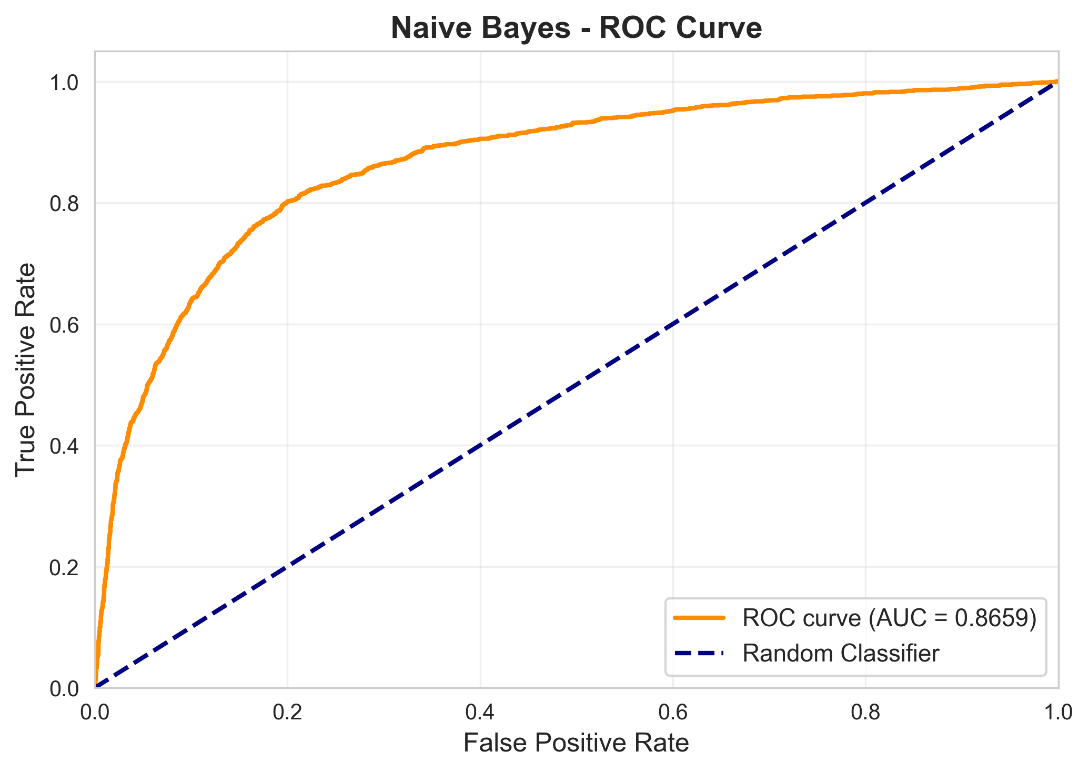 Naive Bayes - ROC Curve
True Positive Rate
1.0
0.8
0.6
0.4
0.2
0.0
0.0 0.2 0.4 0.6 0.8 1.0
False Positive Rate
ROC curve (AUC = 0.8659)
Random Classifier